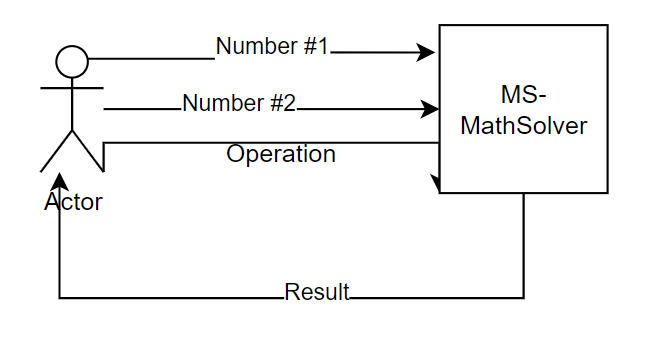 Number #1
MS-
MathSolver
Number #2
Operation
Actor
Result